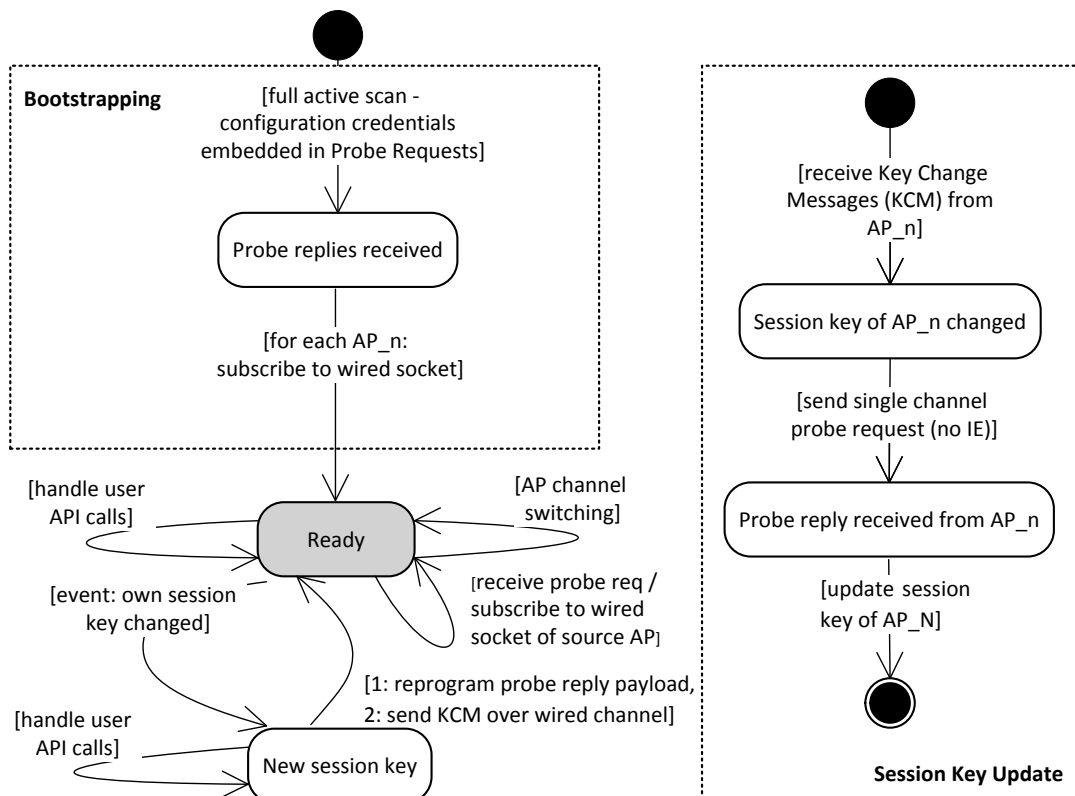 Bootstrapping
[full active scan -
configuration credentials
embedded in Probe Requests]
Probe replies received
[for each AP_n:
subscribe to wired socket]
[handle user
API calls]
[AP channel
switching]
Ready
[event: own session
key changed]
[receive probe req /
subscribe to wired
socket of source AP]
[1: reprogram probe reply payload,
2: send KCM over wired channel]
[handle user
API calls]
New session key
[receive Key Change
Messages (KCM) from
AP_n]
Session key of AP_n changed
[send single channel
probe request (no IE)]
Probe reply received from AP_n
[update session
key of AP_N]
Session Key Update